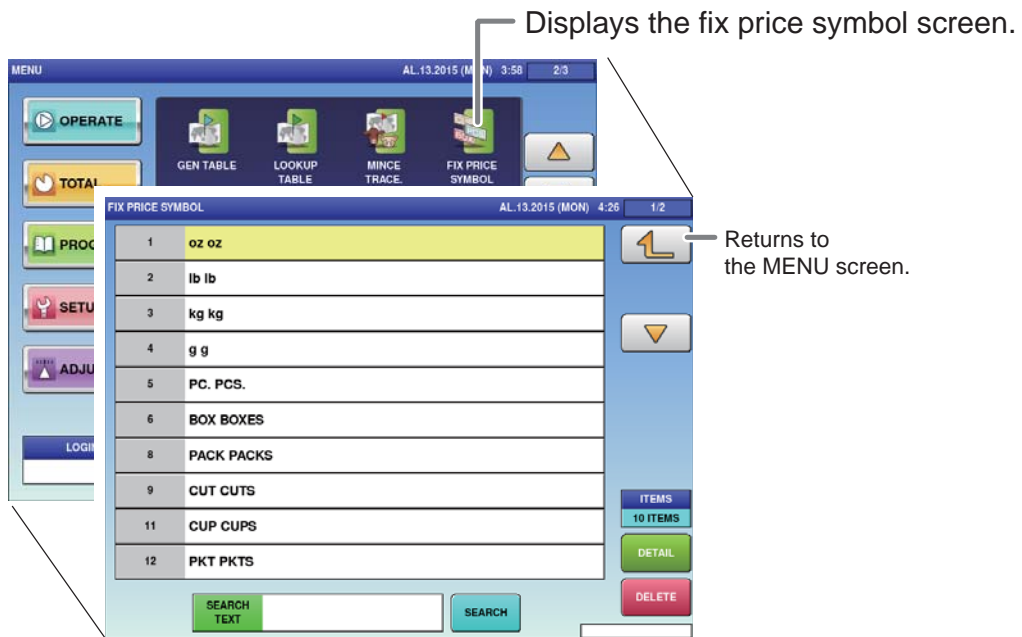 Displays the fix price symbol screen.
MENU AL.13.2015 (M N) 3:58 2/3
OPERATE
GEN TABLE LOOKUP TABLE MINCE TRACE. FIX PRICE SYMBOL
TOTAL
PROG
SETU
ADJU
LOGIN
FIX PRICE SYMBOL AL.13.2015 (MON) 4:26 1/2
1 oz oz
2 lb lb
3 kg kg
4 g g
5 PC. PCS.
6 BOX BOXES
8 PACK PACKS
9 CUT CUTS
11 CUP CUPS
12 PKT PKTS
Returns to
the MENU screen.
ITEMS
10 ITEMS
DETAIL
DELETE
SEARCH
TEXT
SEARCH